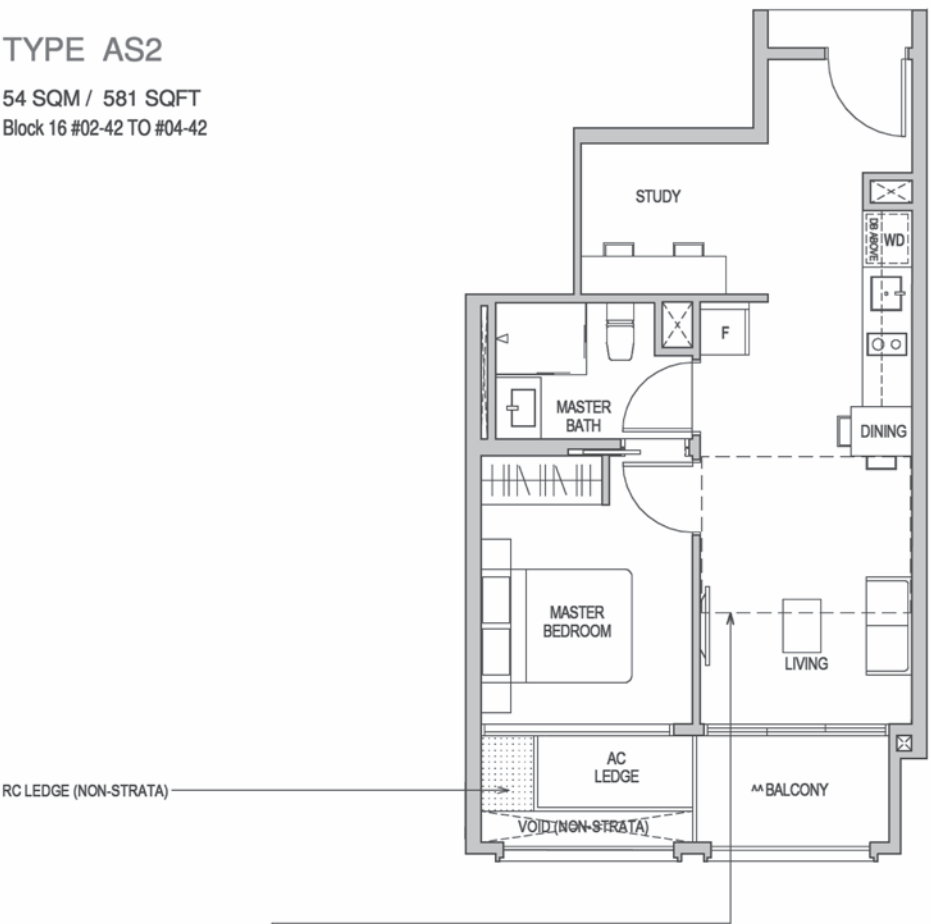 TYPE AS2
54 SQM / 581 SQFT
Block 16 #02-42 TO #04-42
STUDY
DB ABOVE
WD
F
MASTER
BATH
DINING
MASTER
BEDROOM
LIVING
AC
LEDGE
RC LEDGE (NON-STRATA)
^^ BALCONY
VOID (NON-STRATA)